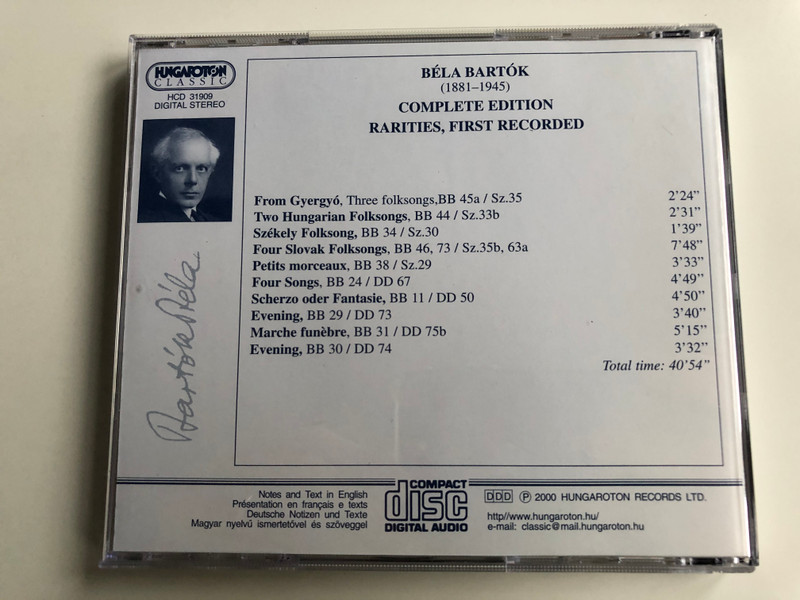 HUNGAROTON
CLASSIC
HCD 31909
DIGITAL STEREO
BÉLA BARTÓK
(1881–1945)
COMPLETE EDITION
RARITIES, FIRST RECORDED
From Gyergyó, Three folksongs,BB 45a / Sz.35 2’24”
Two Hungarian Folksongs, BB 44 / Sz.33b 2’31”
Székely Folksong, BB 34 / Sz.30 1’39”
Four Slovak Folksongs, BB 46, 73 / Sz.35b, 63a 7’48”
Petits morceaux, BB 38 / Sz.29 3’33”
Four Songs, BB 24 / DD 67 4’49”
Scherzo oder Fantasie, BB 11 / DD 50 4’50”
Evening, BB 29 / DD 73 3’40”
Marche funèbre, BB 31 / DD 75b 5’15”
Evening, BB 30 / DD 74 3’32”
Total time: 40’54”
Bartók Béla
Notes and Text in English
Présentation en français e texts
Deutsche Notizen und Texte
Magyar nyelvű ismertetővel és szöveggel
COMPACT
disc
DIGITAL AUDIO
DDD ℗ 2000 HUNGAROTON RECORDS LTD.
http//www.hungaroton.hu/
e-mail: classic@mail.hungaroton.hu